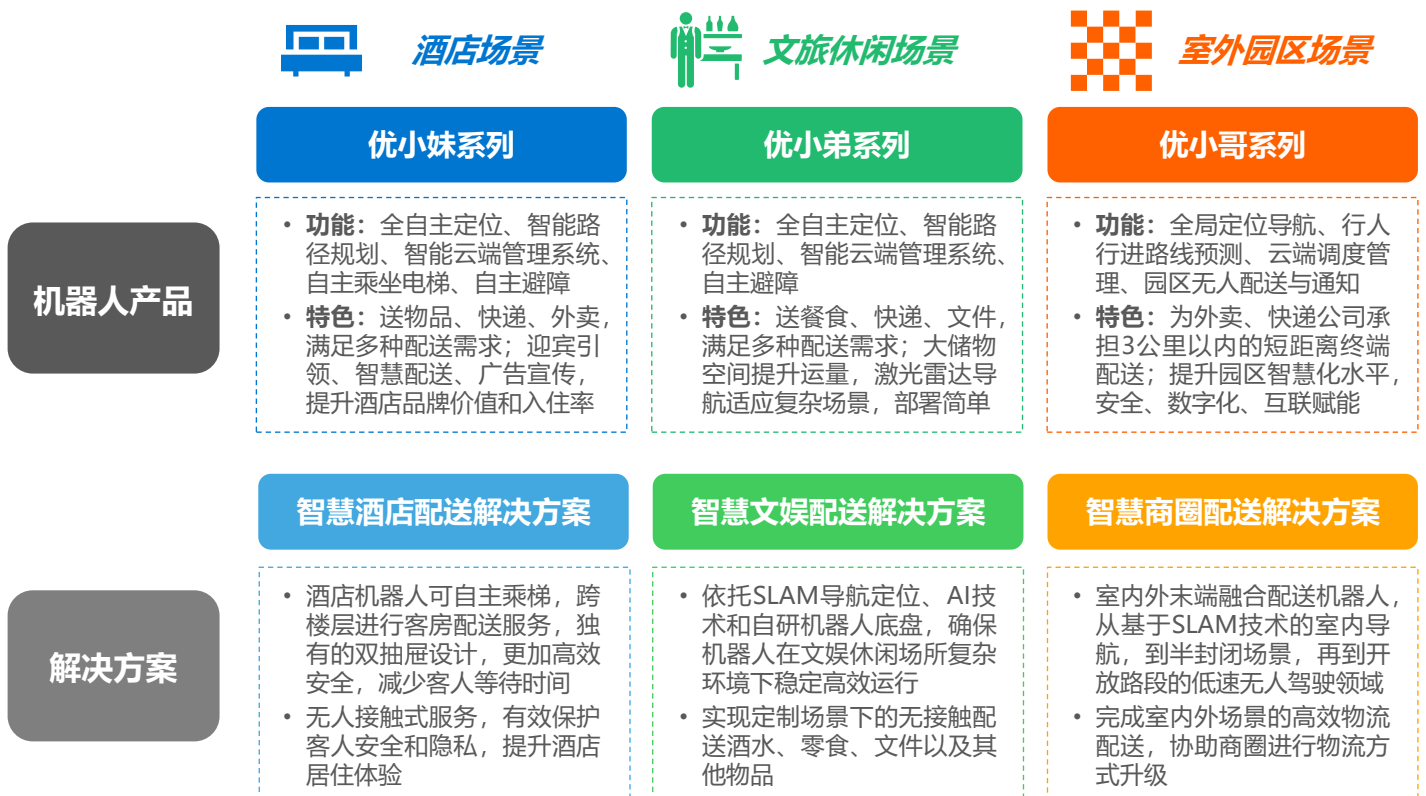 酒店场景
文旅休闲场景
室外园区场景
优小妹系列
优小弟系列
优小哥系列
机器人产品
• 功能：全自主定位、智能路
径规划、智能云端管理系统、
自主乘坐电梯、自主避障
• 特色：送物品、快递、外卖，
满足多种配送需求；迎宾引
领、智慧配送、广告宣传，
提升酒店品牌价值和入住率
• 功能：全自主定位、智能路
径规划、智能云端管理系统、
自主避障
• 特色：送餐食、快递、文件，
满足多种配送需求；大储物
空间提升运量，激光雷达导
航适应复杂场景，部署简单
• 功能：全局定位导航、行人
行进路线预测、云端调度管
理、园区无人配送与通知
• 特色：为外卖、快递公司承
担3公里以内的短距离终端
配送；提升园区智慧化水平，
安全、数字化、互联赋能
智慧酒店配送解决方案
智慧文娱配送解决方案
智慧商圈配送解决方案
解决方案
• 酒店机器人可自主乘梯，跨
楼层进行客房配送服务，独
有的双抽屉设计，更加高效
安全，减少客人等待时间
• 无人接触式服务，有效保护
客人安全和隐私，提升酒店
居住体验
• 依托SLAM导航定位、AI技
术和自研机器人底盘，确保
机器人在文娱休闲场所复杂
环境下稳定高效运行
• 实现定制场景下的无接触配
送酒水、零食、文件以及其
他物品
• 室内外末端融合配送机器人，
从基于SLAM技术的室内导
航，到半封闭场景，再到开
放路段的低速无人驾驶领域
• 完成室内外场景的高效物流
配送，协助商圈进行物流方
式升级